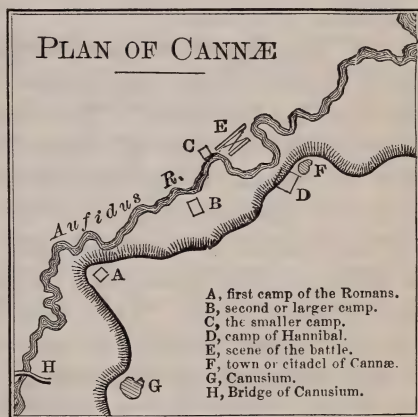 PLAN OF CANNÆ
E
C
Aufidus R.
F
D
B
A
H
G
A, first camp of the Romans.
B, second or larger camp.
C, the smaller camp.
D, camp of Hannibal.
E, scene of the battle.
F, town or citadel of Cannæ.
G, Canusium.
H, Bridge of Canusium.